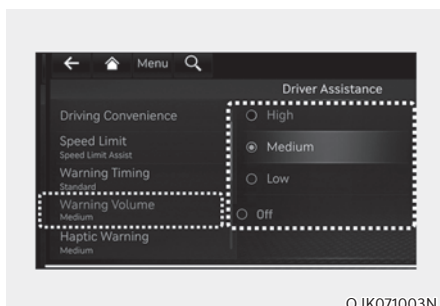 Menu
Driver Assistance
Driving Convenience
Speed Limit
Speed Limit Assist
Warning Timing
Standard
Warning Volume
Medium
Haptic Warning
Medium
High
Medium
Low
Off
OJK071003N